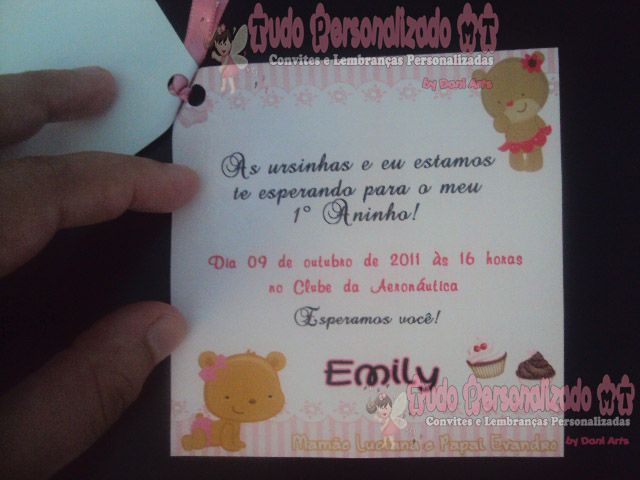 Tudo Personalizado MT
Convites e Lembranças Personalizadas
by Dani Arts
As ursinhas e eu estamos
te esperando para o meu
1º Aninho!
Dia 09 de outubro de 2011 às 16 horas
no Clube da Aeronáutica
Esperamos você!
Emily
Tudo Personalizado MT
Convites e Lembranças Personalizadas
by Dani Arts
Mamãe Luciana e Papai Evandro